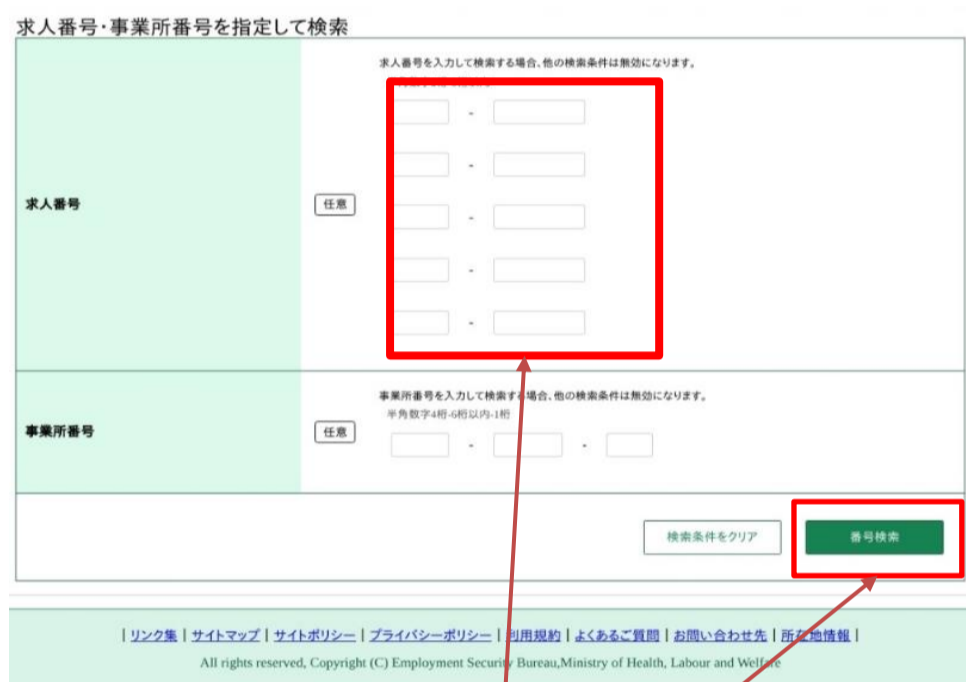 求人番号・事業所番号を指定して検索
求人番号を入力して検索する場合、他の検索条件は無効になります。
-
-
求人番号 任意
-
-
-
事業所番号を入力して検索する場合、他の検索条件は無効になります。
半角数字4桁-6桁以内-1桁
事業所番号 任意
- -
検索条件をクリア 番号検索
| リンク集 | サイトマップ | サイトポリシー | プライバシーポリシー | 利用規約 | よくあるご質問 | お問い合わせ先 | 所在地情報 |
All rights reserved, Copyright (C) Employment Security Bureau,Ministry of Health, Labour and Welfare